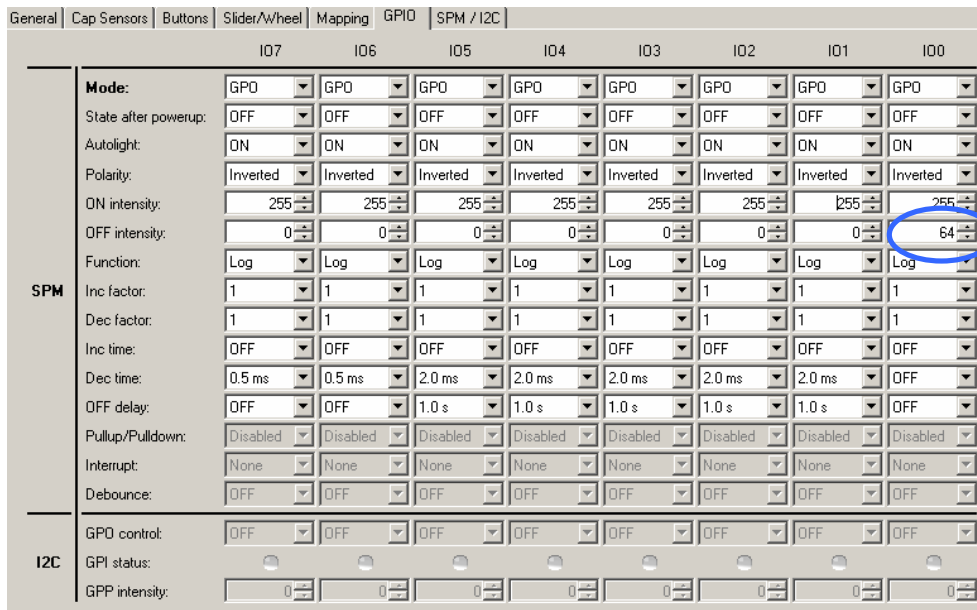 General Cap Sensors Buttons Slider/Wheel Mapping GPIO SPM / I2C
IO7 IO6 IO5 IO4 IO3 IO2 IO1 IO0
Mode: GPO GPO GPO GPO GPO GPO GPO GPO
State after powerup: OFF OFF OFF OFF OFF OFF OFF OFF
Autolight: ON ON ON ON ON ON ON ON
Polarity: Inverted Inverted Inverted Inverted Inverted Inverted Inverted Inverted
ON intensity: 255 255 255 255 255 255 255 255
OFF intensity: 0 0 0 0 0 0 0 64
Function: Log Log Log Log Log Log Log Log
SPM Inc factor: 1 1 1 1 1 1 1 1
Dec factor: 1 1 1 1 1 1 1 1
Inc time: OFF OFF OFF OFF OFF OFF OFF OFF
Dec time: 0.5 ms 0.5 ms 2.0 ms 2.0 ms 2.0 ms 2.0 ms 2.0 ms OFF
OFF delay: OFF OFF 1.0 s 1.0 s 1.0 s 1.0 s 1.0 s OFF
Pullup/Pulldown: Disabled Disabled Disabled Disabled Disabled Disabled Disabled Disabled
Interrupt: None None None None None None None None
Debounce: OFF OFF OFF OFF OFF OFF OFF OFF
GPO control: OFF OFF OFF OFF OFF OFF OFF OFF
I2C GPI status:
GPP intensity: 0 0 0 0 0 0 0 0